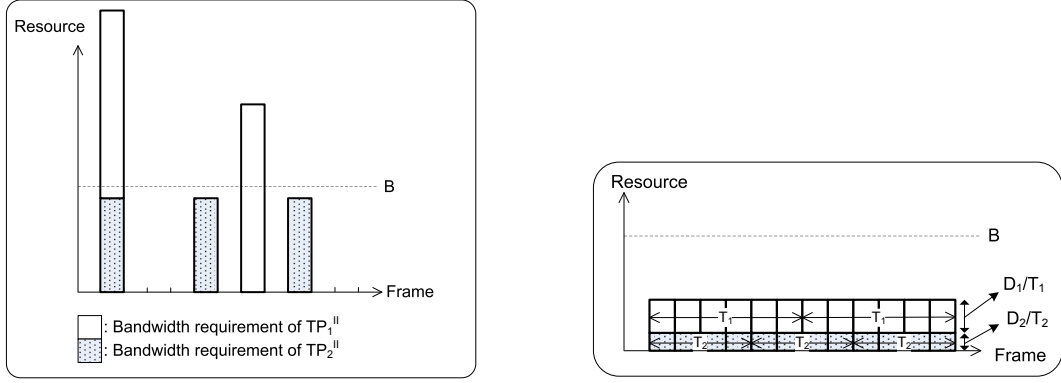 Resource
B
Frame
: Bandwidth requirement of TP₁ᴵᴵ
: Bandwidth requirement of TP₂ᴵᴵ
Resource
B
D₁/T₁
T₁ T₁
D₂/T₂
T₂ T₂ T₂
Frame